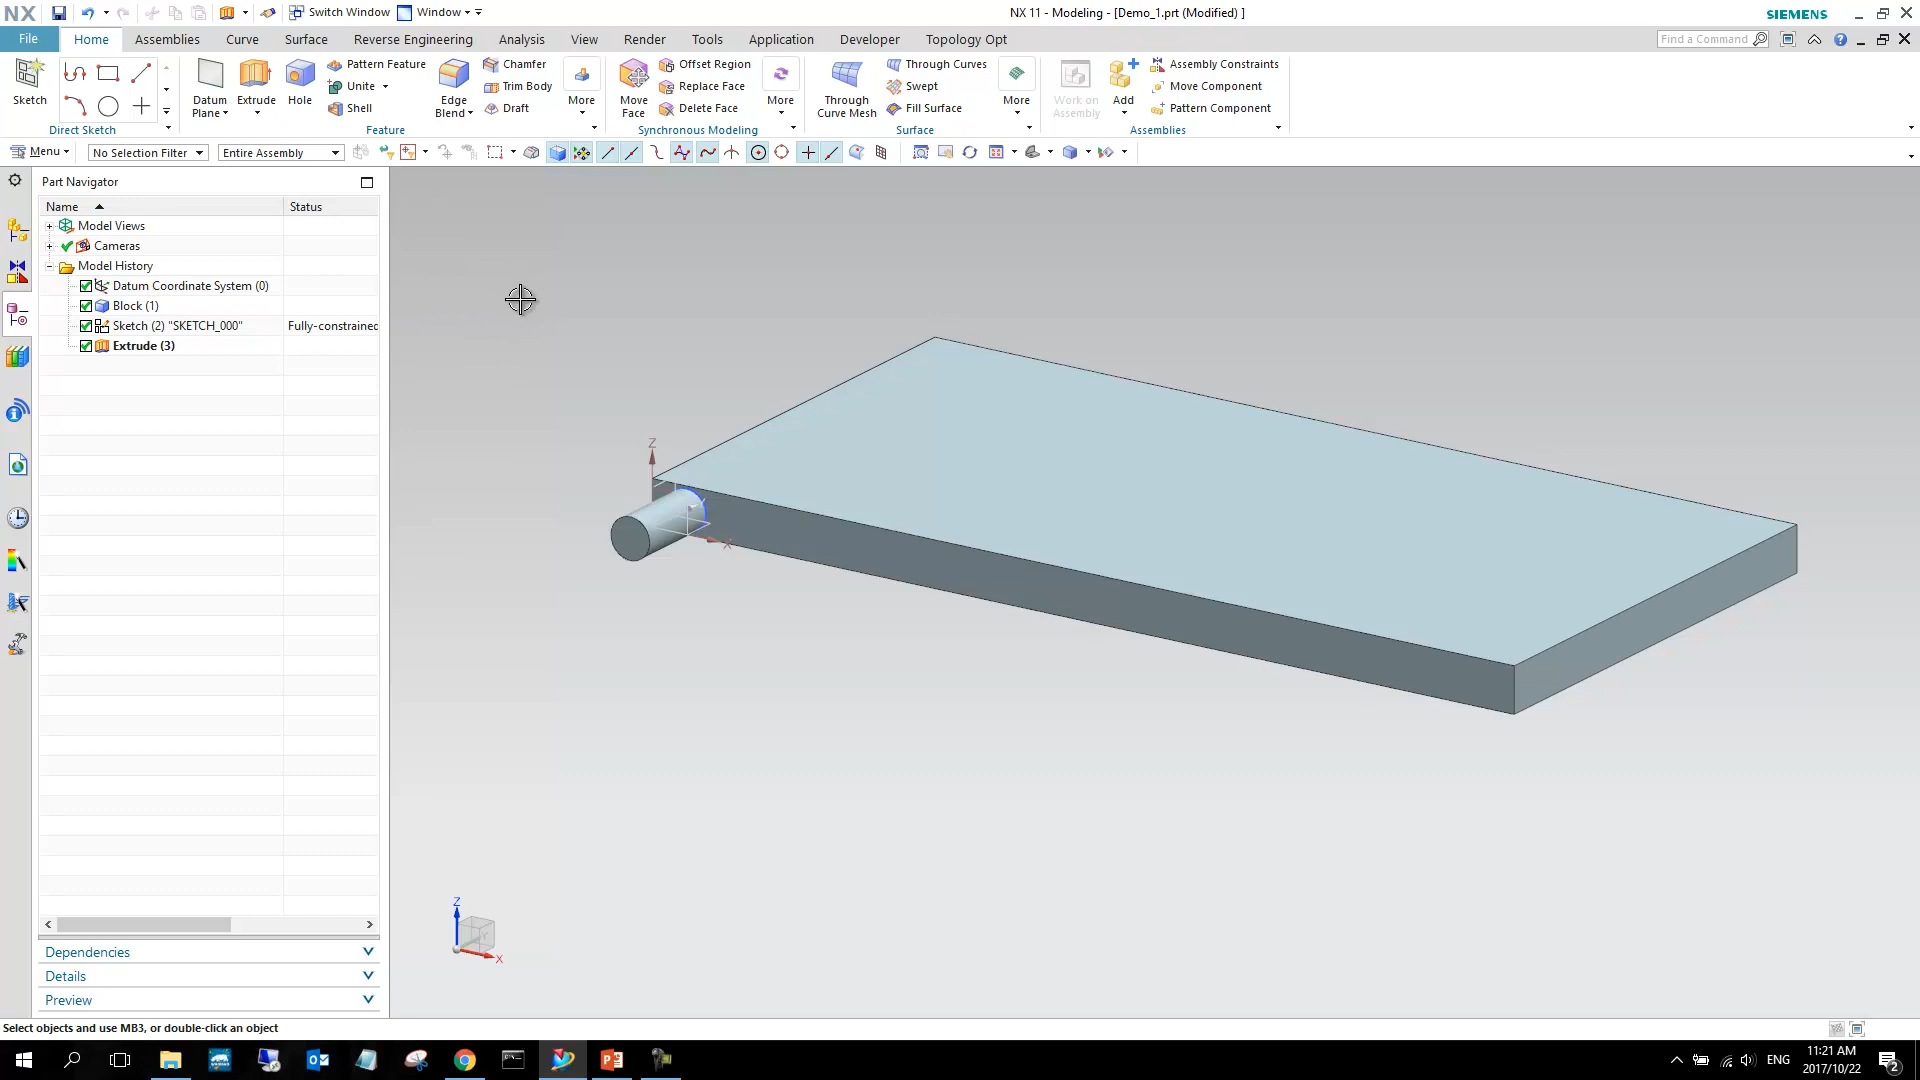 NX
Switch Window
Window
NX 11 - Modeling - [Demo_1.prt (Modified) ]
SIEMENS
File
Home
Assemblies
Curve
Surface
Reverse Engineering
Analysis
View
Render
Tools
Application
Developer
Topology Opt
Find a Command
Sketch
Direct Sketch
Datum
Plane
Extrude
Hole
Pattern Feature
Unite
Shell
Edge
Blend
Chamfer
Trim Body
Draft
More
Feature
Move
Face
Offset Region
Replace Face
Delete Face
More
Synchronous Modeling
Through
Curve Mesh
Through Curves
Swept
Fill Surface
More
Surface
Work on
Assembly
Add
Assembly Constraints
Move Component
Pattern Component
Assemblies
Menu
No Selection Filter
Entire Assembly
Part Navigator
Name
Status
Model Views
Cameras
Model History
Datum Coordinate System (0)
Block (1)
Sketch (2) "SKETCH_000"
Fully-constrained
Extrude (3)
Z
X
Z
X
Dependencies
Details
Preview
Select objects and use MB3, or double-click an object
ENG
11:21 AM
2017/10/22
2